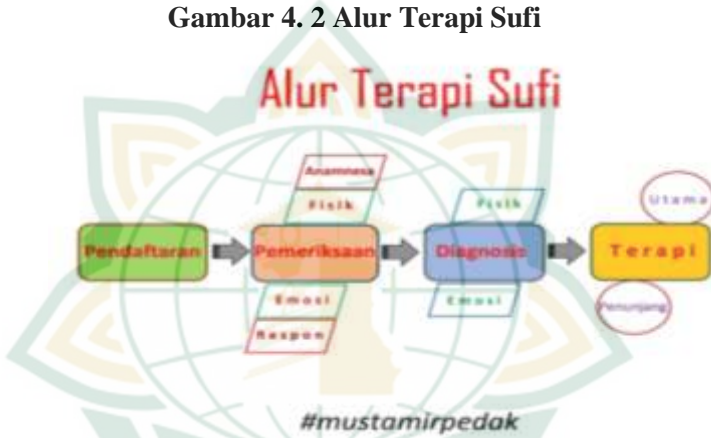 Gambar 4. 2 Alur Terapi Sufi
Alur Terapi Sufi
Anamnesa
Fisik
Fisik
Utama
Pendaftaran
Pemeriksaan
Diagnosis
Terapi
Emosi
Emosi
Penunjang
Respon
#mustamirpedak